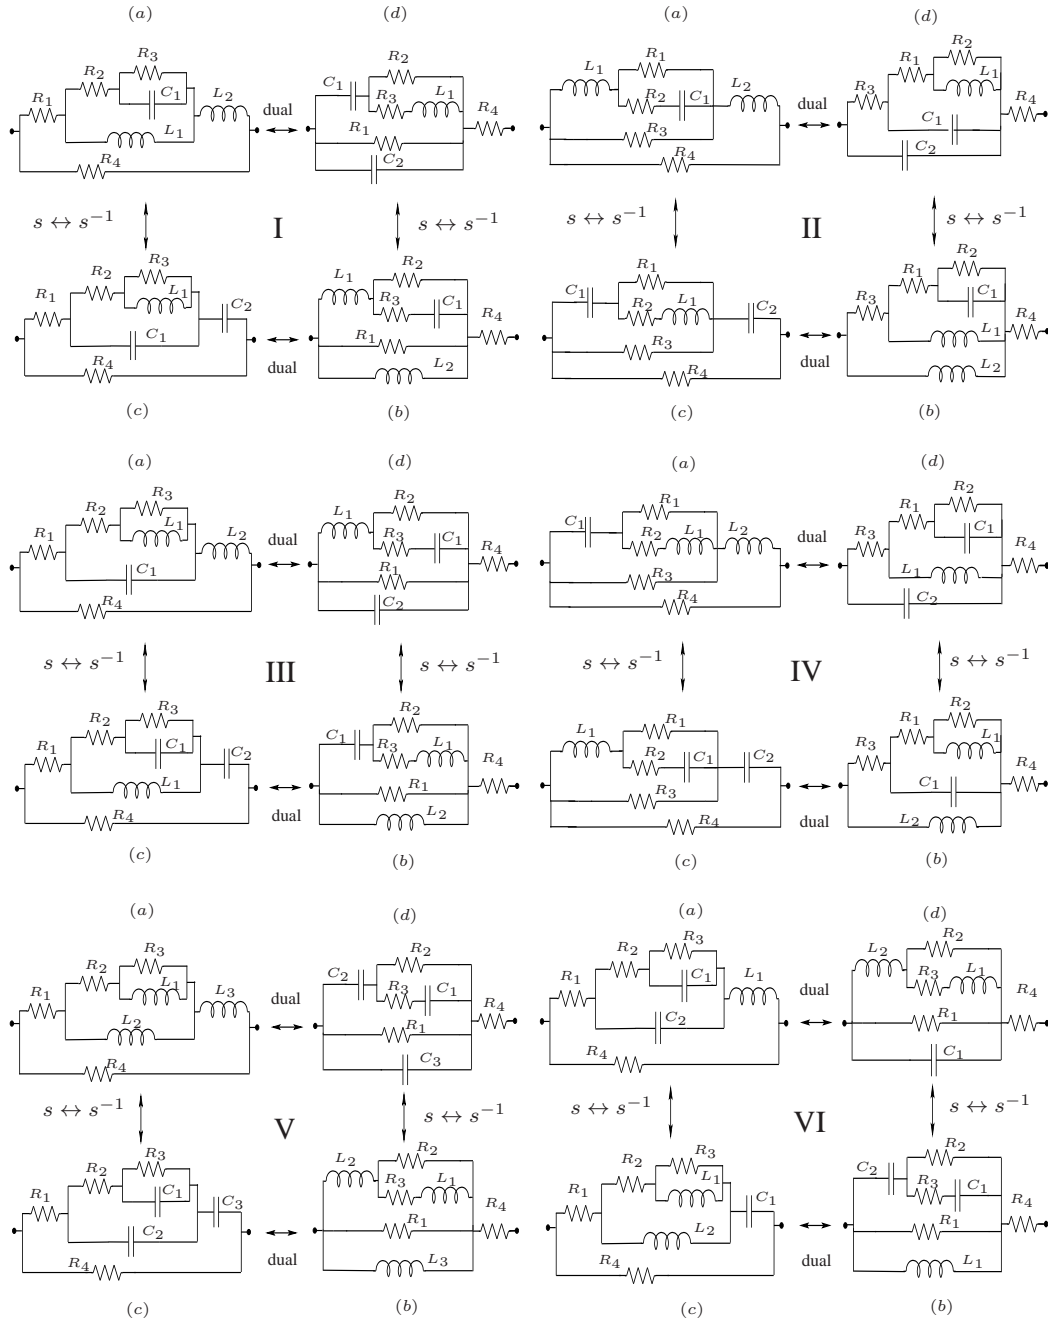 (a) (d) (a) (d)
R3 R2 R1 R2
R2 C1 L1 R1
R1 C1 L2 R3 L1 R2 C1 L2 R3 L1
dual R4 dual R4
L1 R1 R3 C1
R4 C2 R4 C2
s ↔ s⁻¹ I s ↔ s⁻¹ s ↔ s⁻¹ II s ↔ s⁻¹
R3 L1 R2 R1 R2
R2 C1 R1
R1 L1 C2 R3 C1 R2 L1 C2 R3 C1
R4 R4
C1 R1 R3 L1
R4 dual L2 R4 dual L2
(c) (b) (c) (b)
(a) (d) (a) (d)
R3 R2 R1 R2
R2 L1 C1 R1
R1 L1 L2 R3 C1 R2 L1 L2 R3 C1
dual R4 dual R4
C1 R1 R3 L1
R4 C2 R4 C2
s ↔ s⁻¹ III s ↔ s⁻¹ s ↔ s⁻¹ IV s ↔ s⁻¹
R3 R2 R1 R2
R2 C1 L1 R1
R1 C1 C2 R3 L1 R2 C1 C2 R3 L1
R4 R4
L1 R1 R3 C1
R4 dual L2 R4 dual L2
(c) (b) (c) (b)
(a) (d) (a) (d)
R3 R2 R3 R2
R2 C2 R2 L2
R1 L1 L3 R3 C1 R1 C1 L1 R3 L1
dual R4 dual R4
L2 R1 C2 R1
R4 C3 R4 C1
s ↔ s⁻¹ V s ↔ s⁻¹ s ↔ s⁻¹ VI s ↔ s⁻¹
R3 R2 R3 R2
R2 L2 R2 C2
R1 C1 C3 R3 L1 R1 L1 C1 R3 C1
R4 R4
C2 R1 L2 R1
R4 dual L3 R4 dual L1
(c) (b) (c) (b)